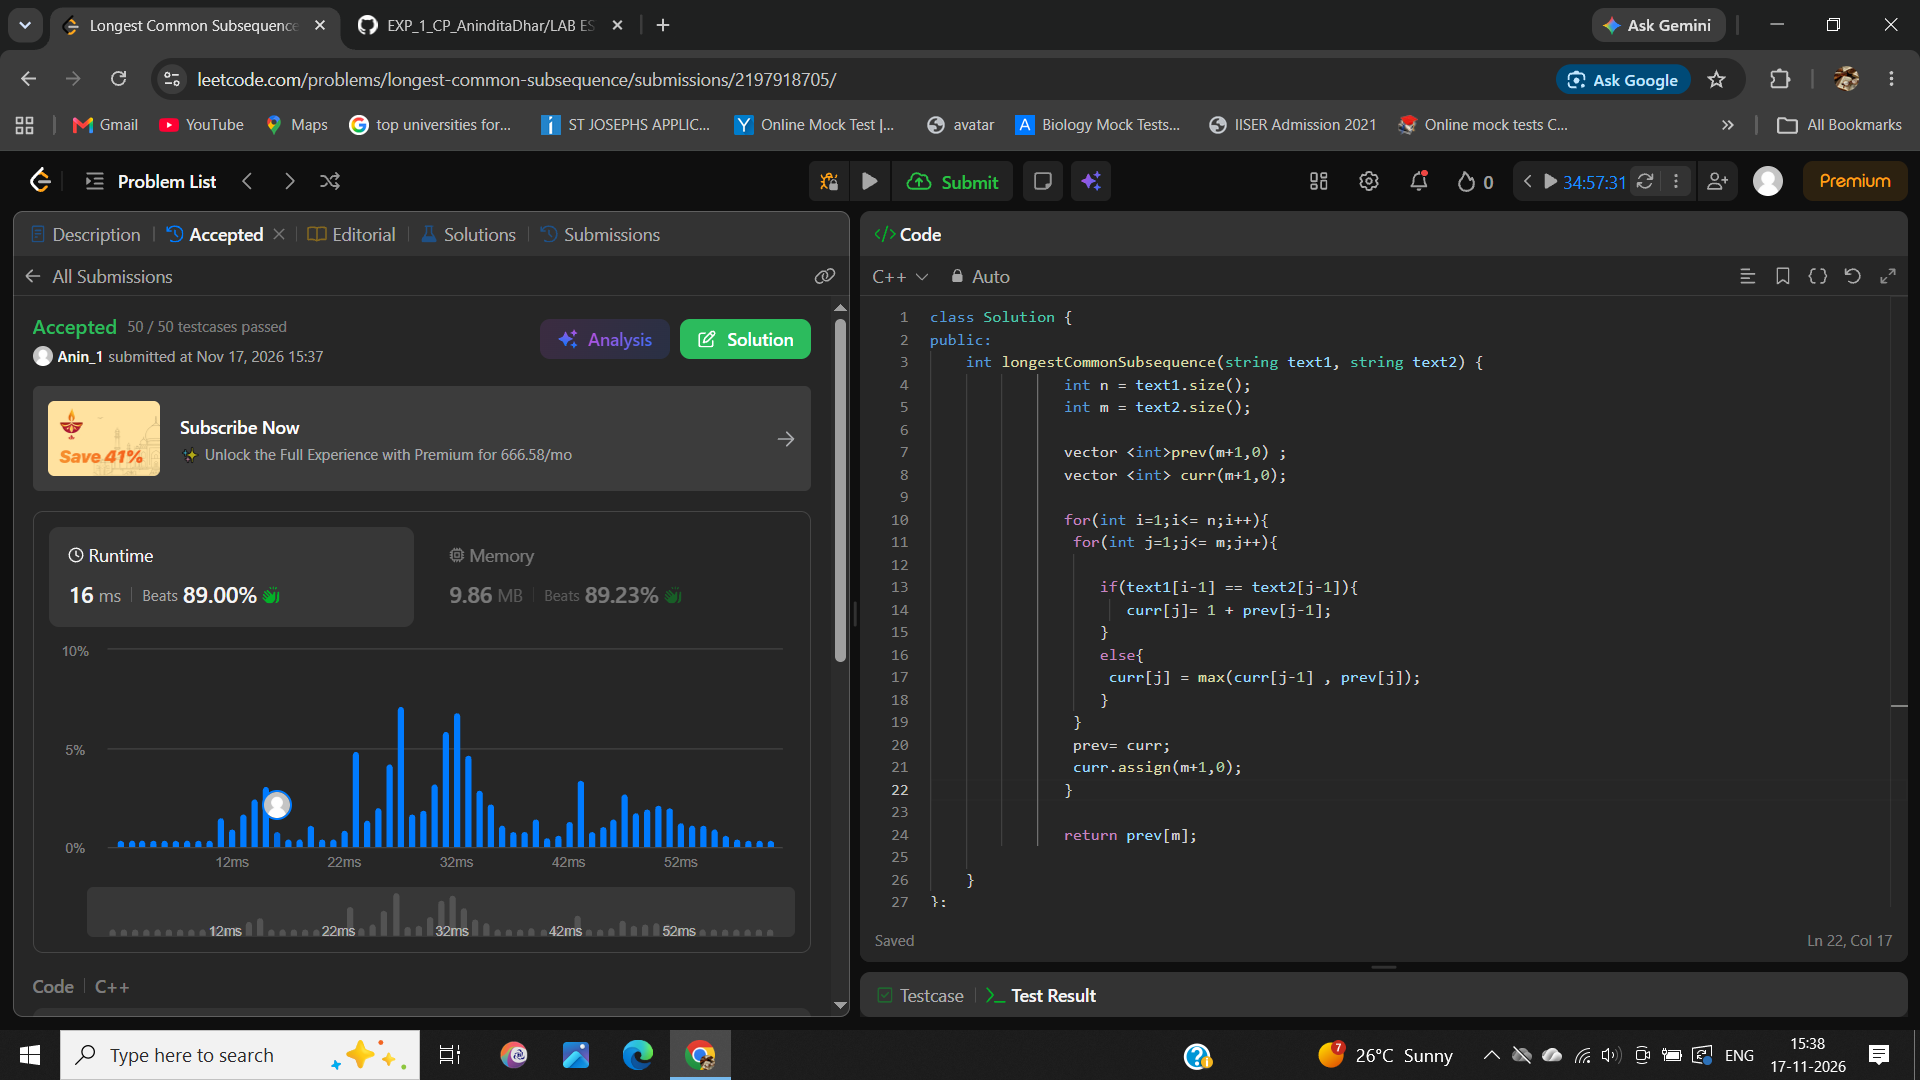 Longest Common Subsequence
EXP_1_CP_AninditaDhar/LAB ES
Ask Gemini
leetcode.com/problems/longest-common-subsequence/submissions/2197918705/
Ask Google
Gmail
YouTube
Maps
top universities for...
ST JOSEPHS APPLIC...
Online Mock Test |...
avatar
Biology Mock Tests...
IISER Admission 2021
Online mock tests C...
All Bookmarks
Problem List
Submit
0
34:57:31
Premium
Description
Accepted
Editorial
Solutions
Submissions
All Submissions
Accepted 50 / 50 testcases passed
Anin_1 submitted at Nov 17, 2026 15:37
Analysis
Solution
Save 41%
Subscribe Now
Unlock the Full Experience with Premium for 666.58/mo
Runtime
16 ms Beats 89.00%
Memory
9.86 MB Beats 89.23%
10%
5%
0%
12ms 22ms 32ms 42ms 52ms
12ms 22ms 32ms 42ms 52ms
Code C++
Code
C++ Auto
1 class Solution {
2 public:
3 int longestCommonSubsequence(string text1, string text2) {
4 int n = text1.size();
5 int m = text2.size();
6
7 vector <int>prev(m+1,0) ;
8 vector <int> curr(m+1,0);
9
10 for(int i=1;i<= n;i++){
11 for(int j=1;j<= m;j++){
12
13 if(text1[i-1] == text2[j-1]){
14 curr[j]= 1 + prev[j-1];
15 }
16 else{
17 curr[j] = max(curr[j-1] , prev[j]);
18 }
19 }
20 prev= curr;
21 curr.assign(m+1,0);
22 }
23
24 return prev[m];
25
26 }
27 };
Saved
Ln 22, Col 17
Testcase
Test Result
Type here to search
7
26°C Sunny
ENG
15:38
17-11-2026